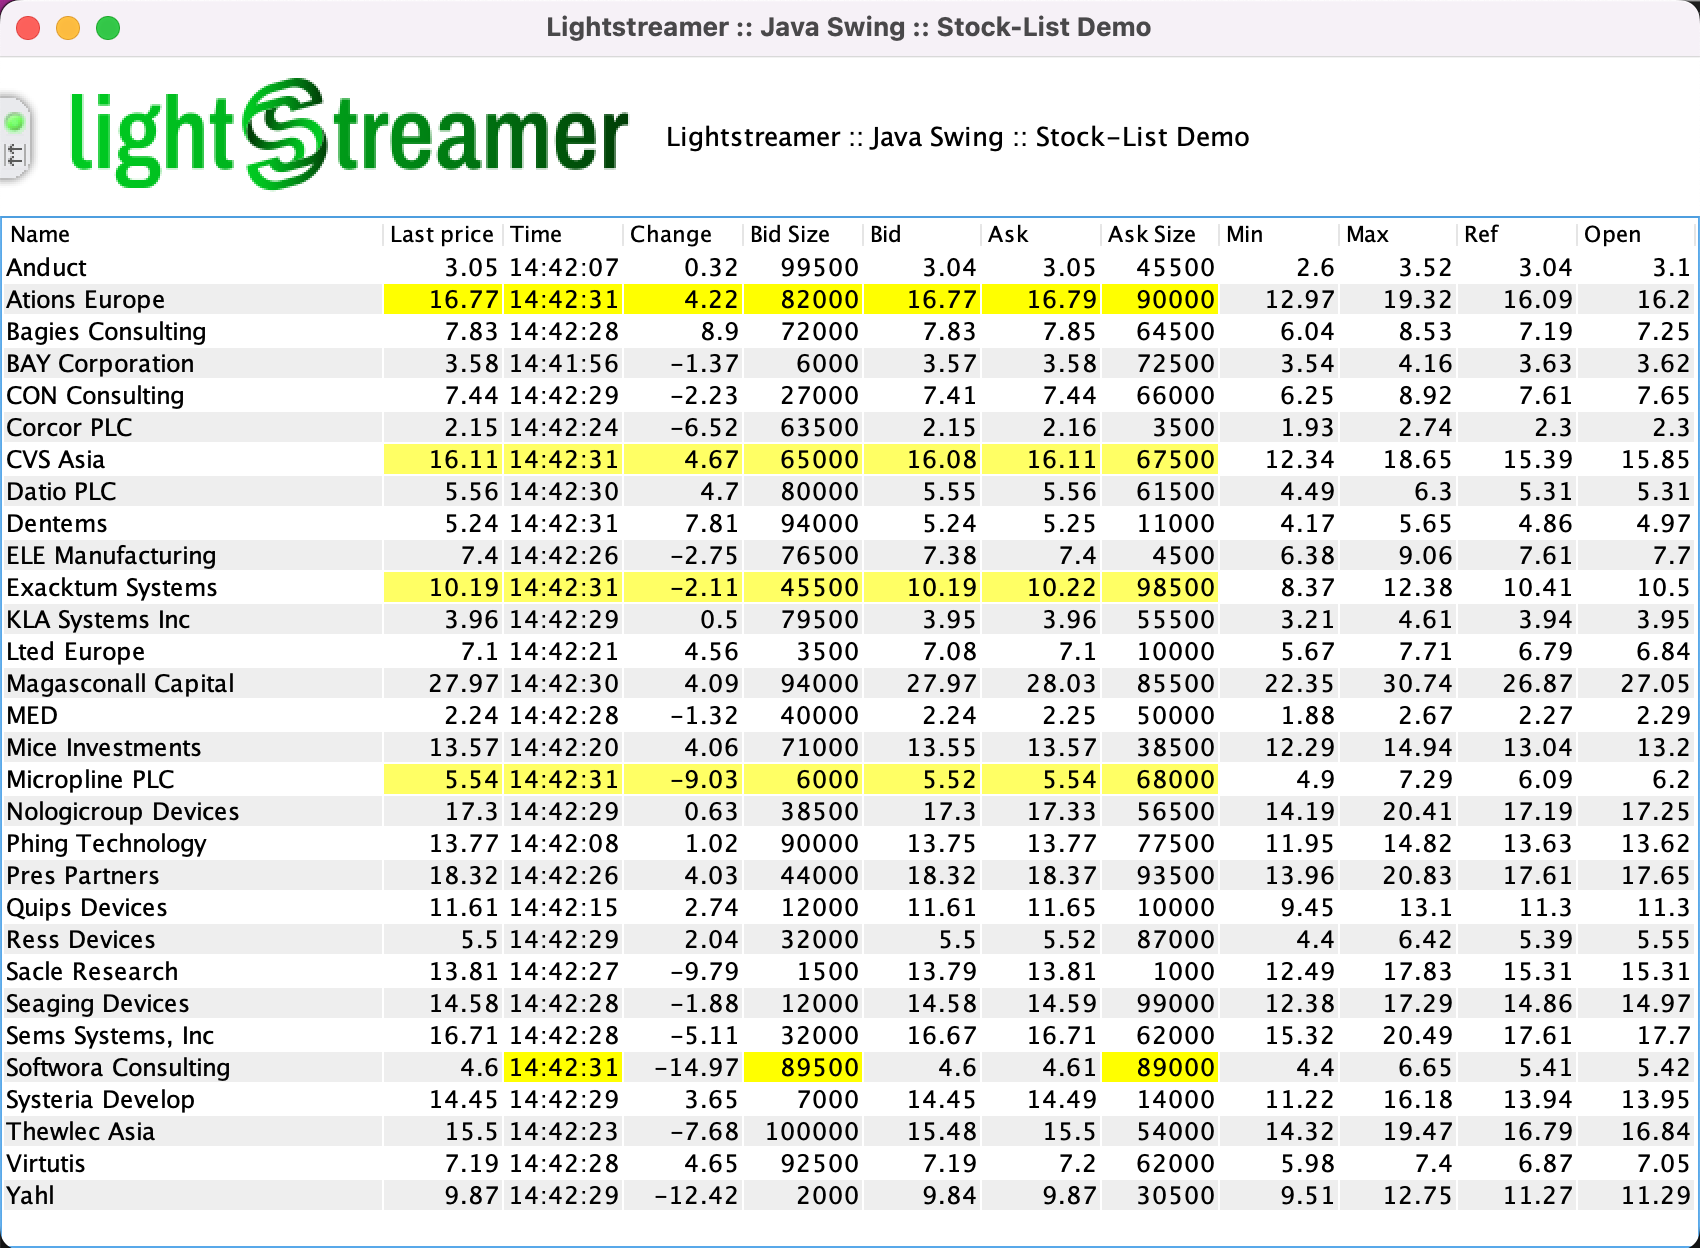 Lightstreamer :: Java Swing :: Stock-List Demo
lightStreamer Lightstreamer :: Java Swing :: Stock-List Demo
Name Last price Time Change Bid Size Bid Ask Ask Size Min Max Ref Open
Anduct 3.05 14:42:07 0.32 99500 3.04 3.05 45500 2.6 3.52 3.04 3.1
Ations Europe 16.77 14:42:31 4.22 82000 16.77 16.79 90000 12.97 19.32 16.09 16.2
Bagies Consulting 7.83 14:42:28 8.9 72000 7.83 7.85 64500 6.04 8.53 7.19 7.25
BAY Corporation 3.58 14:41:56 -1.37 6000 3.57 3.58 72500 3.54 4.16 3.63 3.62
CON Consulting 7.44 14:42:29 -2.23 27000 7.41 7.44 66000 6.25 8.92 7.61 7.65
Corcor PLC 2.15 14:42:24 -6.52 63500 2.15 2.16 3500 1.93 2.74 2.3 2.3
CVS Asia 16.11 14:42:31 4.67 65000 16.08 16.11 67500 12.34 18.65 15.39 15.85
Datio PLC 5.56 14:42:30 4.7 80000 5.55 5.56 61500 4.49 6.3 5.31 5.31
Dentems 5.24 14:42:31 7.81 94000 5.24 5.25 11000 4.17 5.65 4.86 4.97
ELE Manufacturing 7.4 14:42:26 -2.75 76500 7.38 7.4 4500 6.38 9.06 7.61 7.7
Exacktum Systems 10.19 14:42:31 -2.11 45500 10.19 10.22 98500 8.37 12.38 10.41 10.5
KLA Systems Inc 3.96 14:42:29 0.5 79500 3.95 3.96 55500 3.21 4.61 3.94 3.95
Lted Europe 7.1 14:42:21 4.56 3500 7.08 7.1 10000 5.67 7.71 6.79 6.84
Magasconall Capital 27.97 14:42:30 4.09 94000 27.97 28.03 85500 22.35 30.74 26.87 27.05
MED 2.24 14:42:28 -1.32 40000 2.24 2.25 50000 1.88 2.67 2.27 2.29
Mice Investments 13.57 14:42:20 4.06 71000 13.55 13.57 38500 12.29 14.94 13.04 13.2
Micropline PLC 5.54 14:42:31 -9.03 6000 5.52 5.54 68000 4.9 7.29 6.09 6.2
Nologicroup Devices 17.3 14:42:29 0.63 38500 17.3 17.33 56500 14.19 20.41 17.19 17.25
Phing Technology 13.77 14:42:08 1.02 90000 13.75 13.77 77500 11.95 14.82 13.63 13.62
Pres Partners 18.32 14:42:26 4.03 44000 18.32 18.37 93500 13.96 20.83 17.61 17.65
Quips Devices 11.61 14:42:15 2.74 12000 11.61 11.65 10000 9.45 13.1 11.3 11.3
Ress Devices 5.5 14:42:29 2.04 32000 5.5 5.52 87000 4.4 6.42 5.39 5.55
Sacle Research 13.81 14:42:27 -9.79 1500 13.79 13.81 1000 12.49 17.83 15.31 15.31
Seaging Devices 14.58 14:42:28 -1.88 12000 14.58 14.59 99000 12.38 17.29 14.86 14.97
Sems Systems, Inc 16.71 14:42:28 -5.11 32000 16.67 16.71 62000 15.32 20.49 17.61 17.7
Softwora Consulting 4.6 14:42:31 -14.97 89500 4.6 4.61 89000 4.4 6.65 5.41 5.42
Systeria Develop 14.45 14:42:29 3.65 7000 14.45 14.49 14000 11.22 16.18 13.94 13.95
Thewlec Asia 15.5 14:42:23 -7.68 100000 15.48 15.5 54000 14.32 19.47 16.79 16.84
Virtutis 7.19 14:42:28 4.65 92500 7.19 7.2 62000 5.98 7.4 6.87 7.05
Yahl 9.87 14:42:29 -12.42 2000 9.84 9.87 30500 9.51 12.75 11.27 11.29